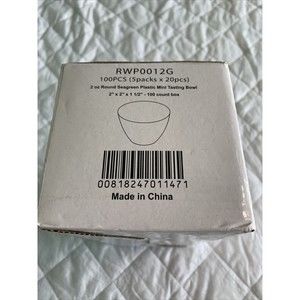 RWP0012G
100PCS (5packs x 20pcs)
2 oz Round Seagreen Plastic Mini Tasting Bowl
2" x 2" x 1 1/2" - 100 count box
00818247011471
Made in China